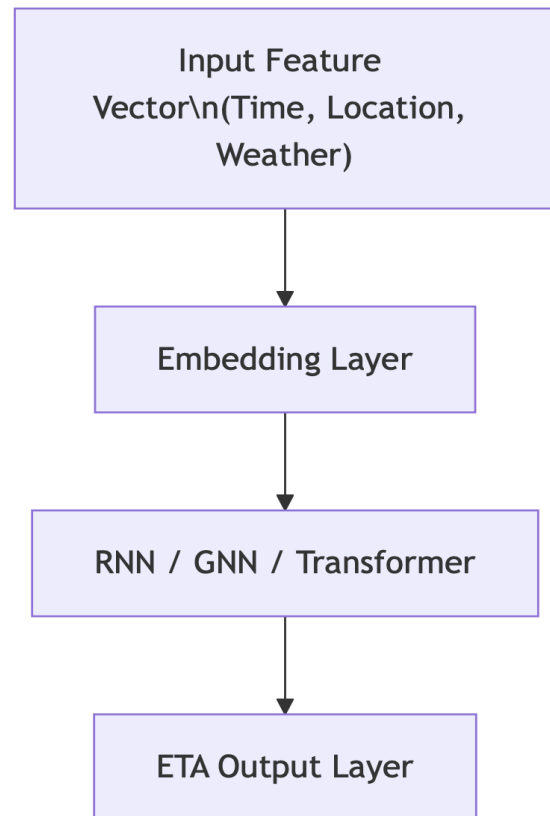 Input Feature
Vector\n(Time, Location,
Weather)
Embedding Layer
RNN / GNN / Transformer
ETA Output Layer